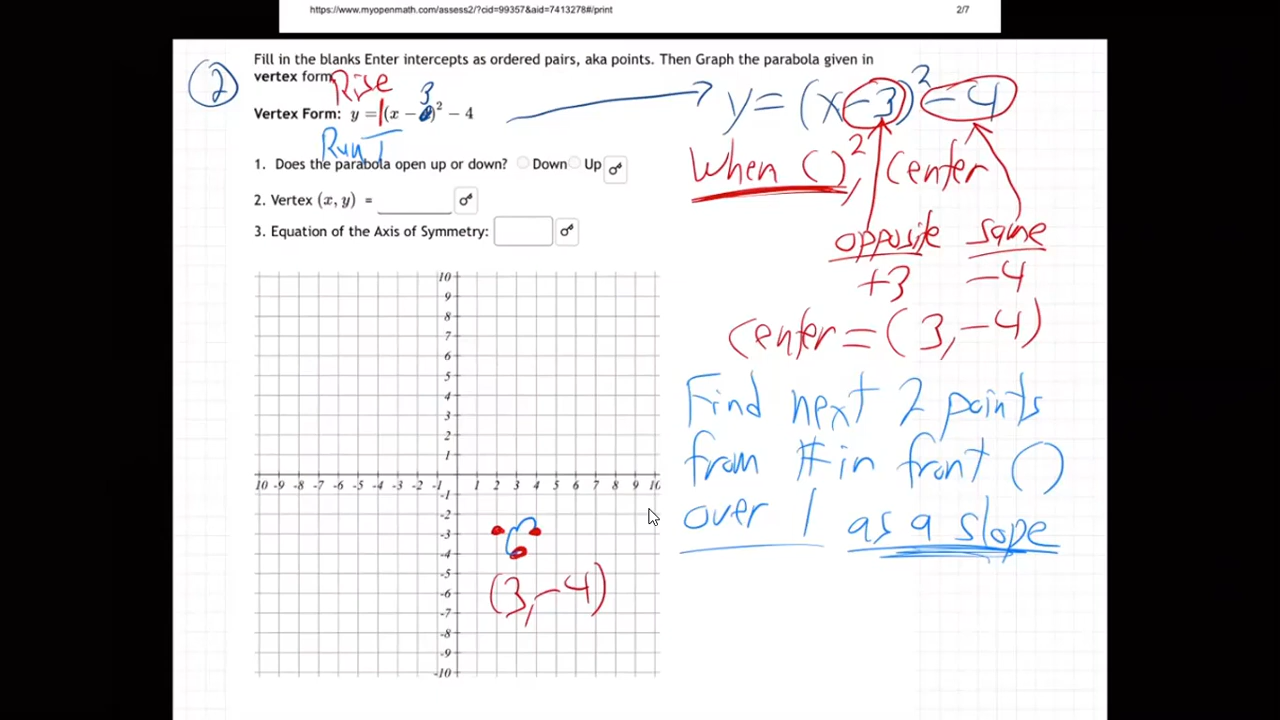 https://www.myopenmath.com/assess2/?cid=99357&aid=7413278#/print 2/7
2
Fill in the blanks Enter intercepts as ordered pairs, aka points. Then Graph the parabola given in
vertex form.
Rise
3
Vertex Form: y = 1(x − )² − 4
1
Run
y = (x − 3)² − 4
1. Does the parabola open up or down? Down Up
When ( )², center
2. Vertex (x, y) =
3. Equation of the Axis of Symmetry:
opposite same
+3 −4
center = (3, −4)
Find next 2 points
from # in front ( )
over 1 as a slope
10
9
8
7
6
5
4
3
2
1
10 -9 -8 -7 -6 -5 -4 -3 -2 -1 1 2 3 4 5 6 7 8 9 10
-1
-2
-3
-4
-5
-6
-7
-8
-9
-10
(3, −4)